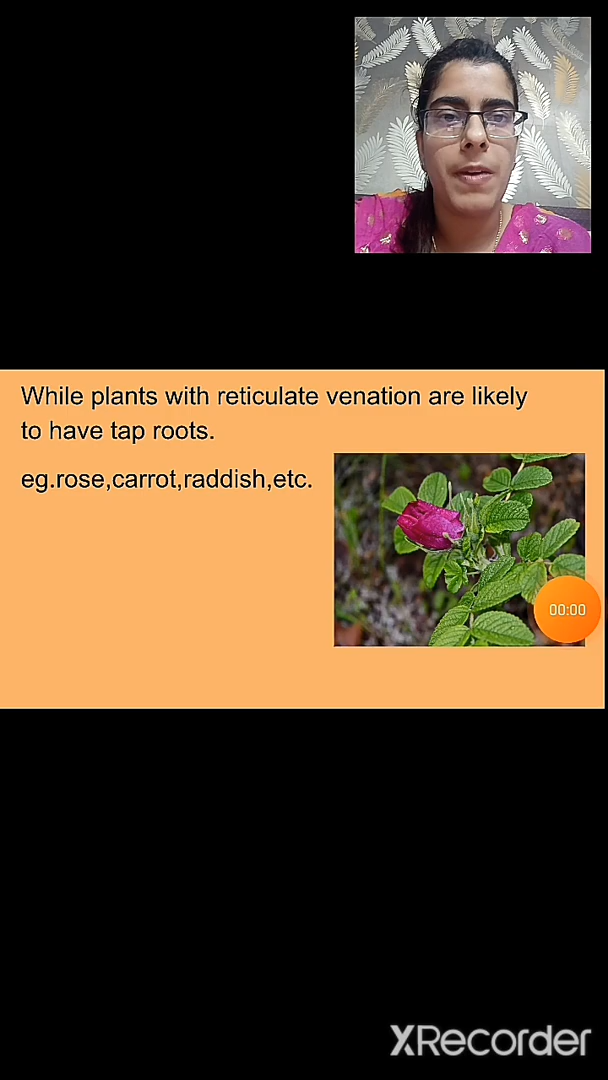 While plants with reticulate venation are likely
to have tap roots.
eg.rose,carrot,raddish,etc.
00:00
XRecorder